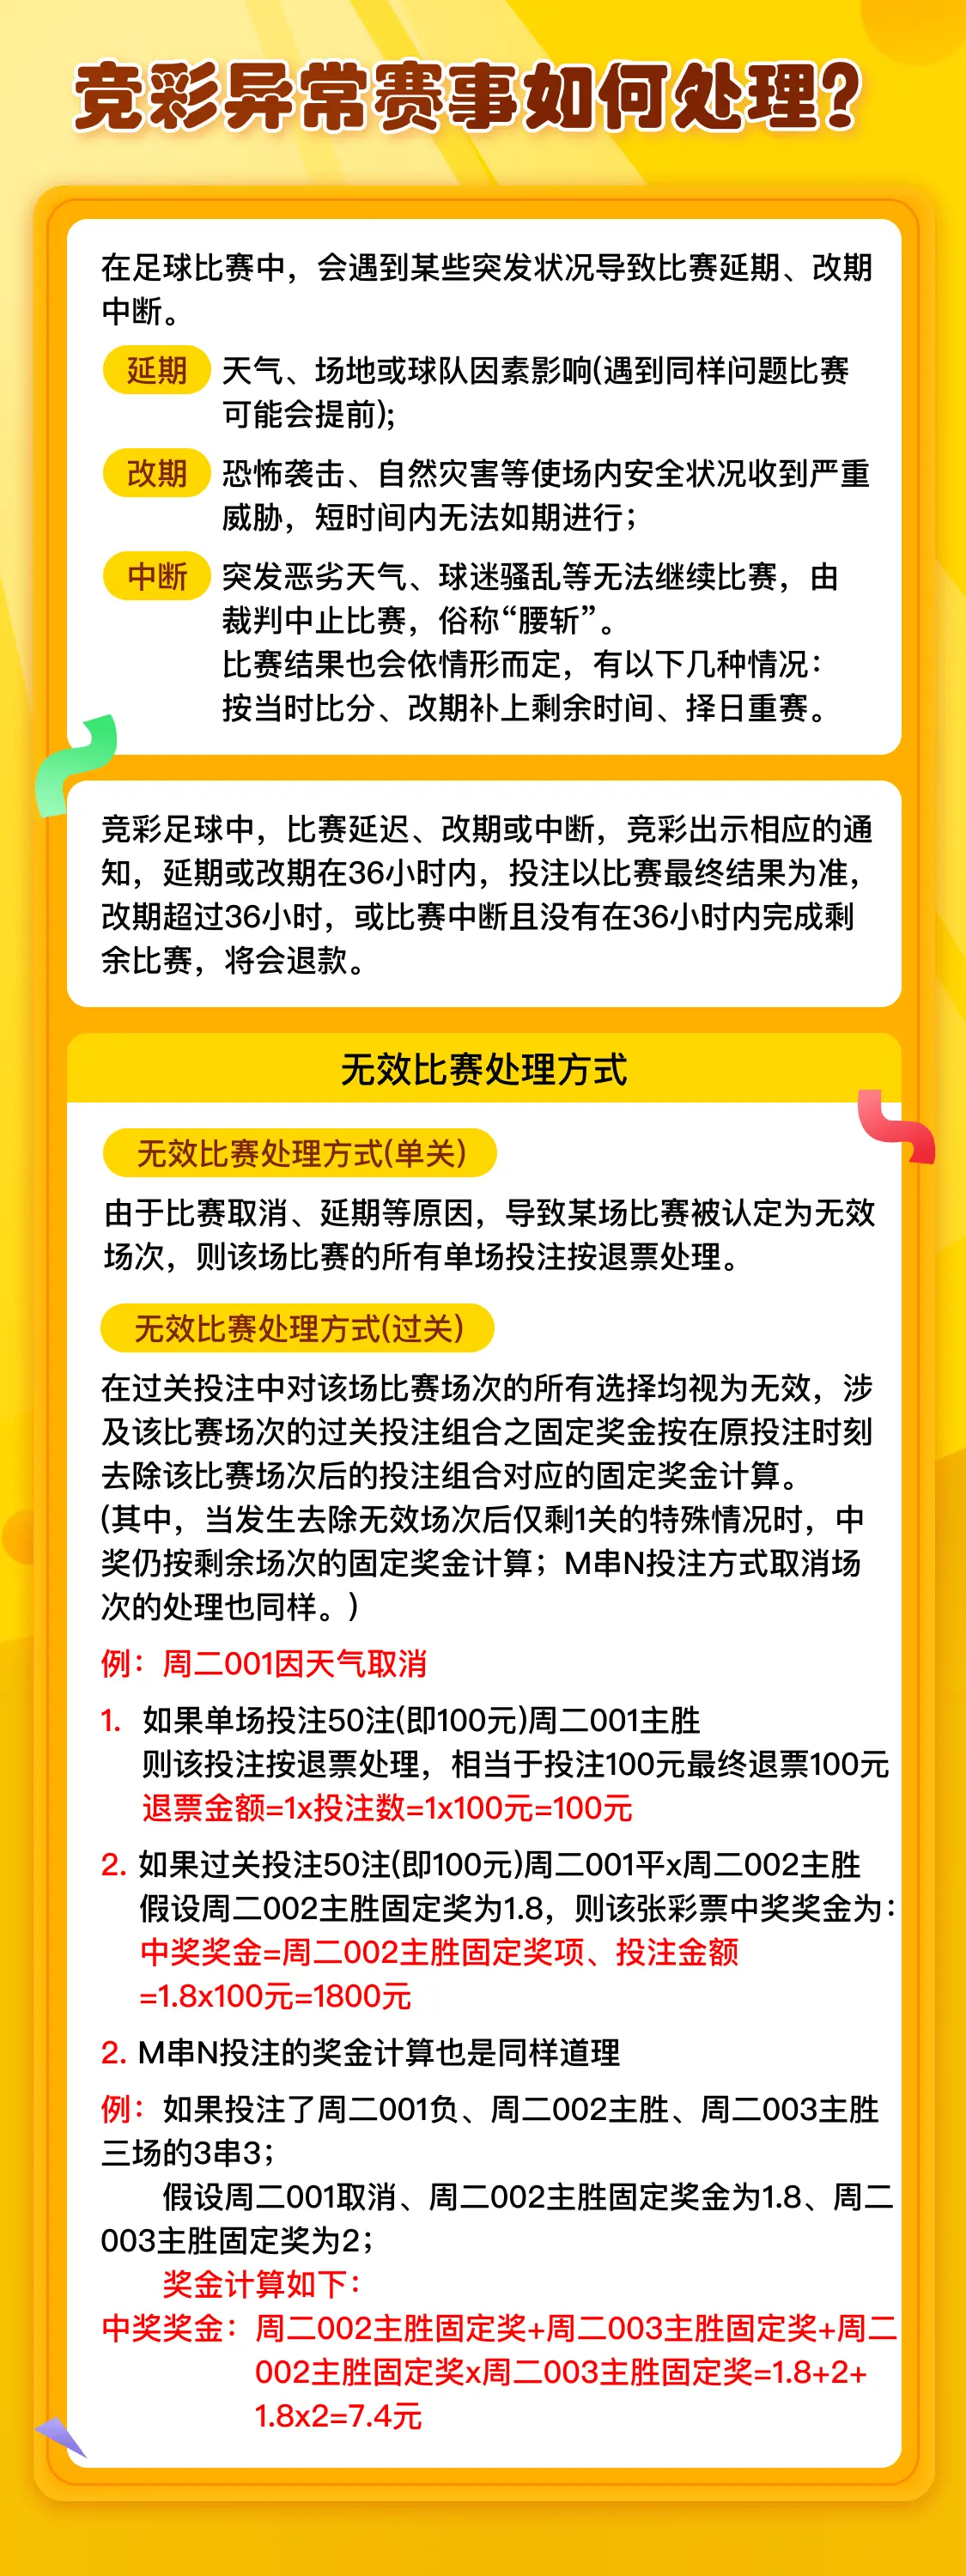 竞彩异常赛事如何处理?
在足球比赛中，会遇到某些突发状况导致比赛延期、改期
中断。
延期 天气、场地或球队因素影响(遇到同样问题比赛
可能会提前);
改期 恐怖袭击、自然灾害等使场内安全状况收到严重
威胁，短时间内无法如期进行；
中断 突发恶劣天气、球迷骚乱等无法继续比赛，由
裁判中止比赛，俗称“腰斩”。
比赛结果也会依情形而定，有以下几种情况：
按当时比分、改期补上剩余时间、择日重赛。
竞彩足球中，比赛延迟、改期或中断，竞彩出示相应的通
知，延期或改期在36小时内，投注以比赛最终结果为准，
改期超过36小时，或比赛中断且没有在36小时内完成剩
余比赛，将会退款。
无效比赛处理方式
无效比赛处理方式(单关)
由于比赛取消、延期等原因，导致某场比赛被认定为无效
场次，则该场比赛的所有单场投注按退票处理。
无效比赛处理方式(过关)
在过关投注中对该场比赛场次的所有选择均视为无效，涉
及该比赛场次的过关投注组合之固定奖金按在原投注时刻
去除该比赛场次后的投注组合对应的固定奖金计算。
(其中，当发生去除无效场次后仅剩1关的特殊情况时，中
奖仍按剩余场次的固定奖金计算；M串N投注方式取消场
次的处理也同样。)
例：周二001因天气取消
1. 如果单场投注50注(即100元)周二001主胜
则该投注按退票处理，相当于投注100元最终退票100元
退票金额=1x投注数=1x100元=100元
2. 如果过关投注50注(即100元)周二001平x周二002主胜
假设周二002主胜固定奖为1.8，则该张彩票中奖奖金为：
中奖奖金=周二002主胜固定奖项、投注金额
=1.8x100元=1800元
2. M串N投注的奖金计算也是同样道理
例：如果投注了周二001负、周二002主胜、周二003主胜
三场的3串3；
假设周二001取消、周二002主胜固定奖金为1.8、周二
003主胜固定奖为2；
奖金计算如下：
中奖奖金：周二002主胜固定奖+周二003主胜固定奖+周二
002主胜固定奖x周二003主胜固定奖=1.8+2+
1.8x2=7.4元